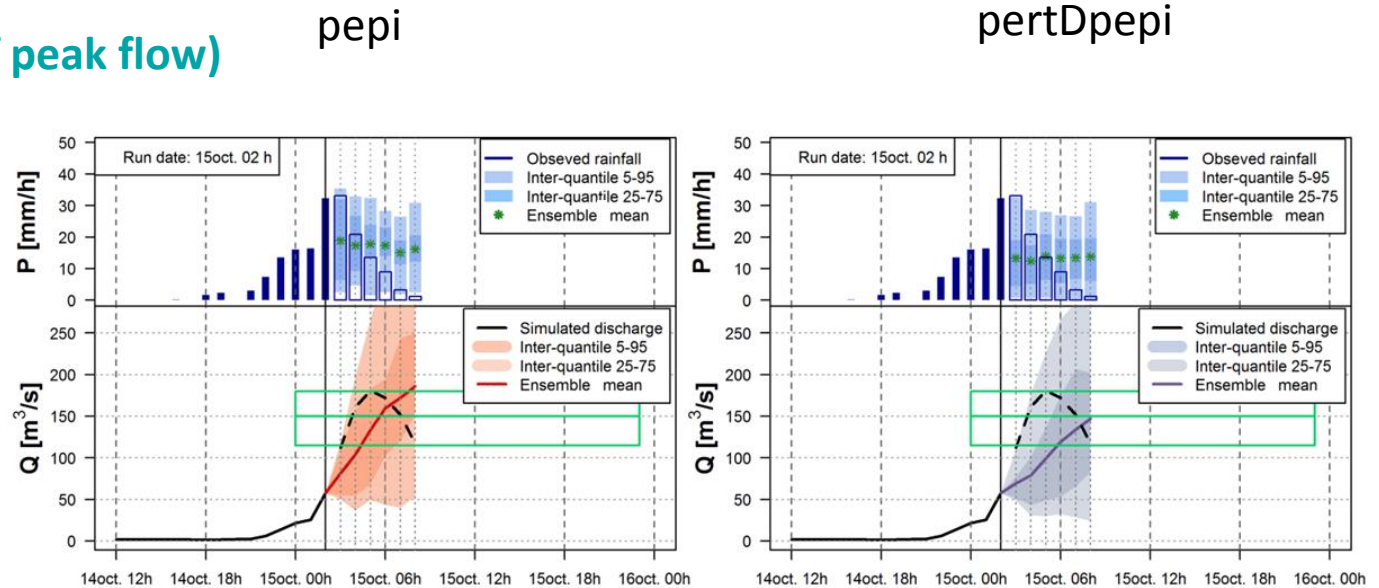 pepi
pertDpepi
peak flow)
Run date: 15oct. 02 h
Obseved rainfall
Inter-quantile 5-95
Inter-quantile 25-75
Ensemble mean
P [mm/h]
50
40
30
20
10
0
Simulated discharge
Inter-quantile 5-95
Inter-quantile 25-75
Ensemble mean
Q [m³/s]
250
200
150
100
50
0
14oct. 12h 14oct. 18h 15oct. 00h 15oct. 06h 15oct. 12h 15oct. 18h 16oct. 00h
Run date: 15oct. 02 h
Obseved rainfall
Inter-quantile 5-95
Inter-quantile 25-75
Ensemble mean
P [mm/h]
50
40
30
20
10
0
Simulated discharge
Inter-quantile 5-95
Inter-quantile 25-75
Ensemble mean
Q [m³/s]
250
200
150
100
50
0
14oct. 12h 14oct. 18h 15oct. 00h 15oct. 06h 15oct. 12h 15oct. 18h 16oct. 00h